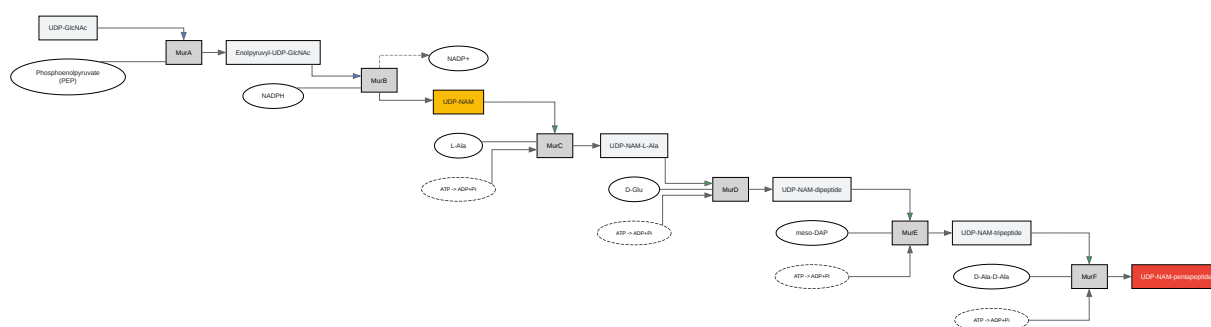 UDP-GlcNAc
MurA
Enolpyruvyl-UDP-GlcNAc
NADP+
Phosphoenolpyruvate
(PEP)
MurB
NADPH
UDP-NAM
L-Ala
MurC
UDP-NAM-L-Ala
ATP -> ADP+Pi
D-Glu
MurD
UDP-NAM-dipeptide
ATP -> ADP+Pi
meso-DAP
MurE
UDP-NAM-tripeptide
ATP -> ADP+Pi
D-Ala-D-Ala
MurF
UDP-NAM-pentapeptide
ATP -> ADP+Pi